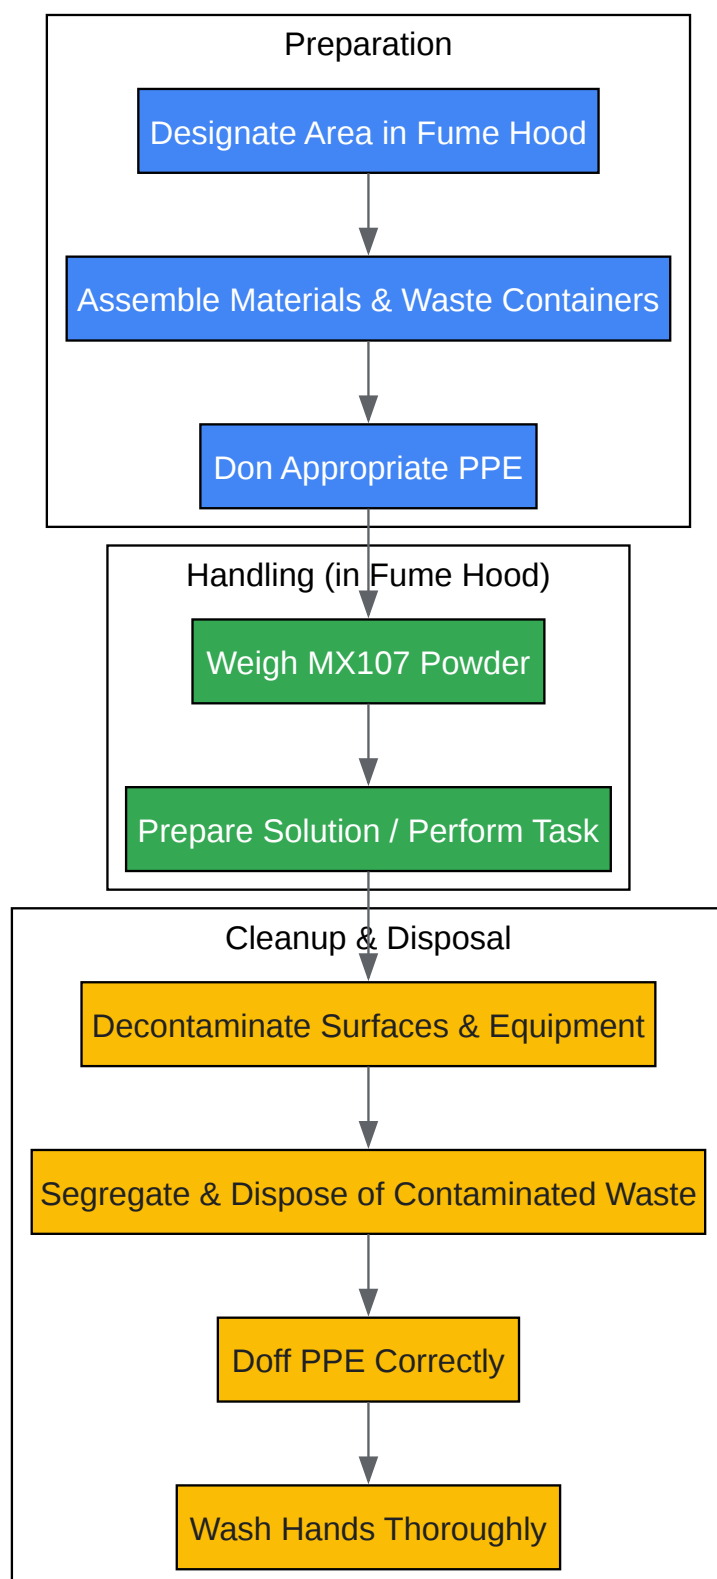 Preparation
Designate Area in Fume Hood
Assemble Materials & Waste Containers
Don Appropriate PPE
Handling (in Fume Hood)
Weigh MX107 Powder
Prepare Solution / Perform Task
Cleanup & Disposal
Decontaminate Surfaces & Equipment
Segregate & Dispose of Contaminated Waste
Doff PPE Correctly
Wash Hands Thoroughly